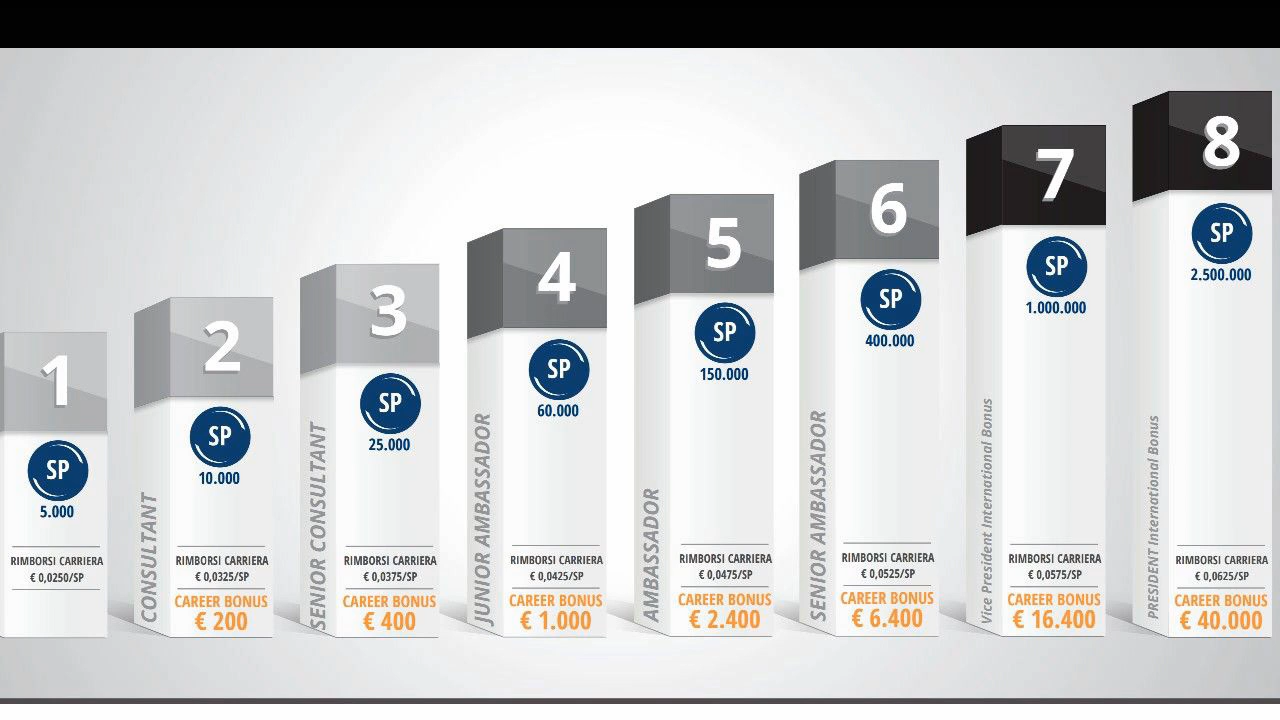 1
SP
5.000
RIMBORSI CARRIERA
€ 0,0250/SP
2
SP
10.000
CONSULTANT
RIMBORSI CARRIERA
€ 0,0325/SP
CAREER BONUS
€ 200
3
SP
25.000
SENIOR CONSULTANT
RIMBORSI CARRIERA
€ 0,0375/SP
CAREER BONUS
€ 400
4
SP
60.000
JUNIOR AMBASSADOR
RIMBORSI CARRIERA
€ 0,0425/SP
CAREER BONUS
€ 1.000
5
SP
150.000
AMBASSADOR
RIMBORSI CARRIERA
€ 0,0475/SP
CAREER BONUS
€ 2.400
6
SP
400.000
SENIOR AMBASSADOR
RIMBORSI CARRIERA
€ 0,0525/SP
CAREER BONUS
€ 6.400
7
SP
1.000.000
Vice President International Bonus
RIMBORSI CARRIERA
€ 0,0575/SP
CAREER BONUS
€ 16.400
8
SP
2.500.000
PRESIDENT International Bonus
RIMBORSI CARRIERA
€ 0,0625/SP
CAREER BONUS
€ 40.000